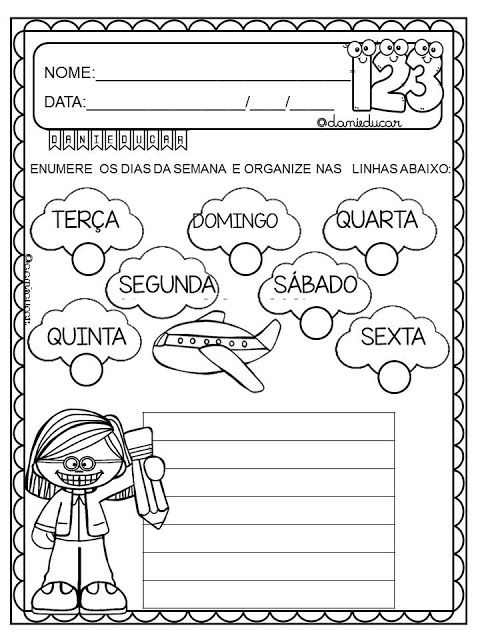 NOME:
DATA: / /
123
©danieducar
DANIEDUCAR
ENUMERE OS DIAS DA SEMANA E ORGANIZE NAS LINHAS ABAIXO:
TERÇA
DOMINGO
QUARTA
SEGUNDA
SÁBADO
QUINTA
SEXTA
©danieducar